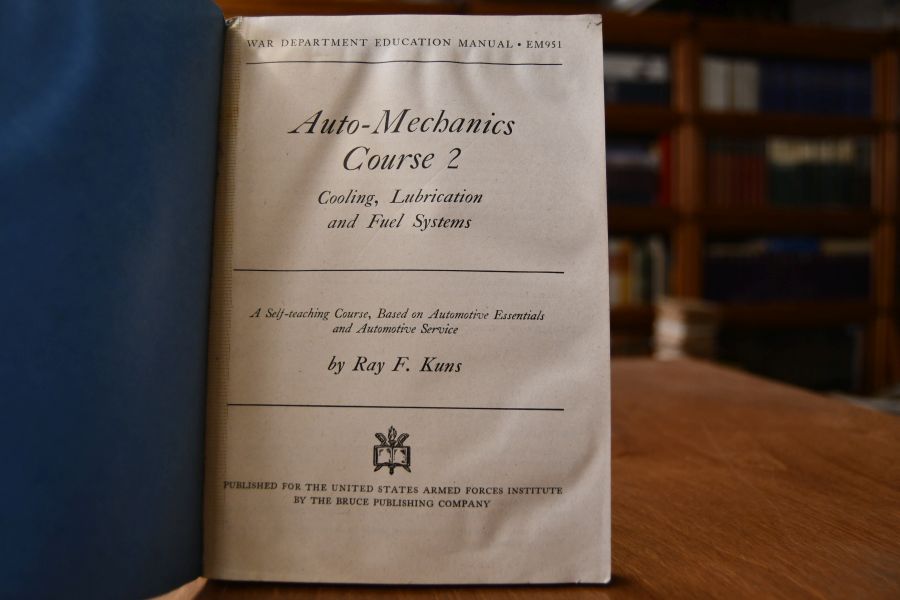 WAR DEPARTMENT EDUCATION MANUAL • EM951
Auto-Mechanics
Course 2
Cooling, Lubrication
and Fuel Systems
A Self-teaching Course, Based on Automotive Essentials
and Automotive Service
by Ray F. Kuns
PUBLISHED FOR THE UNITED STATES ARMED FORCES INSTITUTE
BY THE BRUCE PUBLISHING COMPANY